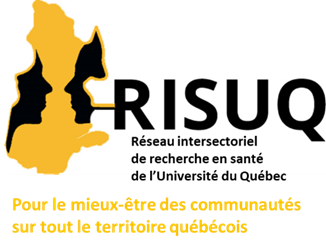 RISUQ
Réseau intersectoriel
de recherche en santé
de l'Université du Québec
Pour le mieux-être des communautés
sur tout le territoire québécois